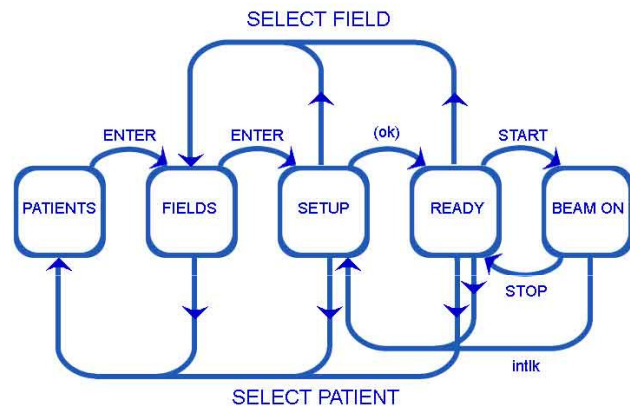 SELECT FIELD
ENTER
ENTER
(ok)
START
PATIENTS
FIELDS
SETUP
READY
BEAM ON
STOP
intlk
SELECT PATIENT